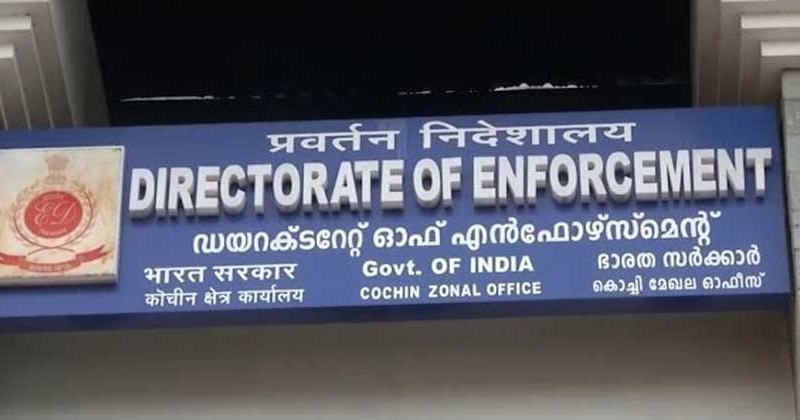 प्रवर्तन निदेशालय
DIRECTORATE OF ENFORCEMENT
ഡയറക്ടറേറ്റ് ഓഫ് എൻഫോഴ്സ്മെന്റ്
भारत सरकार Govt. OF INDIA ഭാരത സർക്കാർ
कोचीन क्षेत्र कार्यालय COCHIN ZONAL OFFICE കൊച്ചി മേഖല ഓഫീസ്
ED